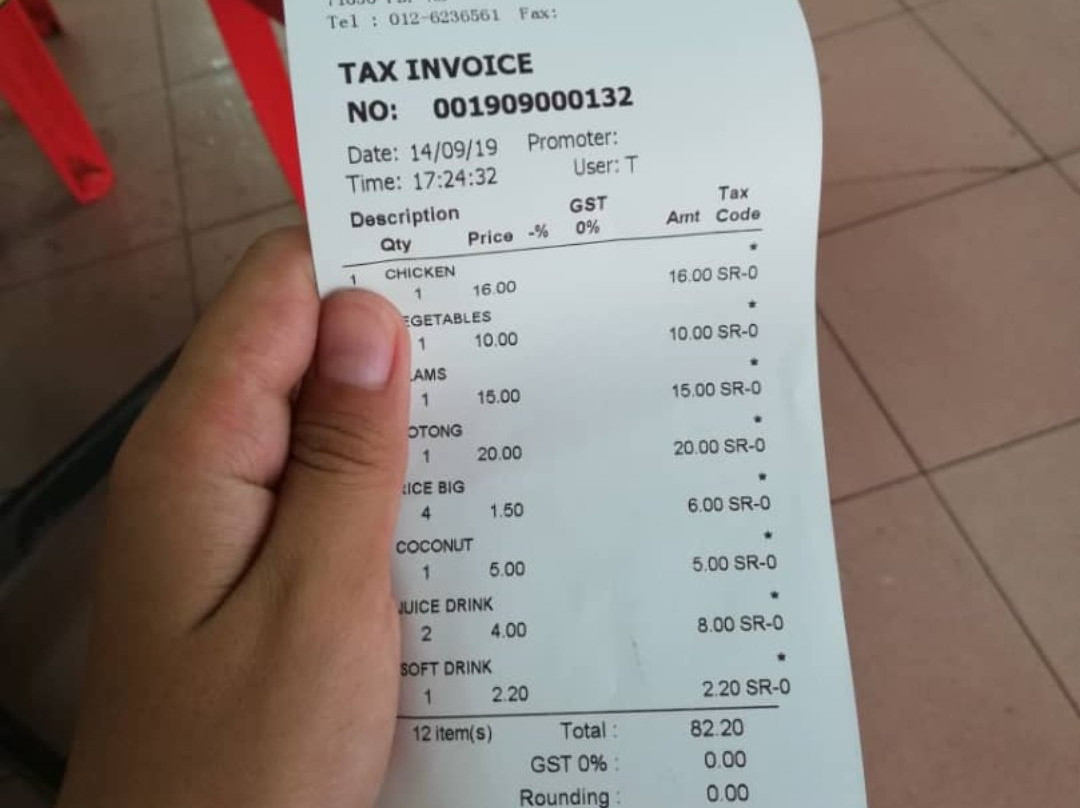 Tel : 012-6236561 Fax:
TAX INVOICE
NO: 001909000132
Date: 14/09/19 Promoter:
Time: 17:24:32 User: T
Description GST Tax
Qty Price -% 0% Amt Code
1 CHICKEN *
1 16.00 16.00 SR-0
EGETABLES *
1 10.00 10.00 SR-0
LAMS *
1 15.00 15.00 SR-0
OTONG *
1 20.00 20.00 SR-0
RICE BIG *
4 1.50 6.00 SR-0
COCONUT *
1 5.00 5.00 SR-0
JUICE DRINK *
2 4.00 8.00 SR-0
SOFT DRINK *
1 2.20 2.20 SR-0
12 item(s) Total : 82.20
GST 0% : 0.00
Rounding : 0.00